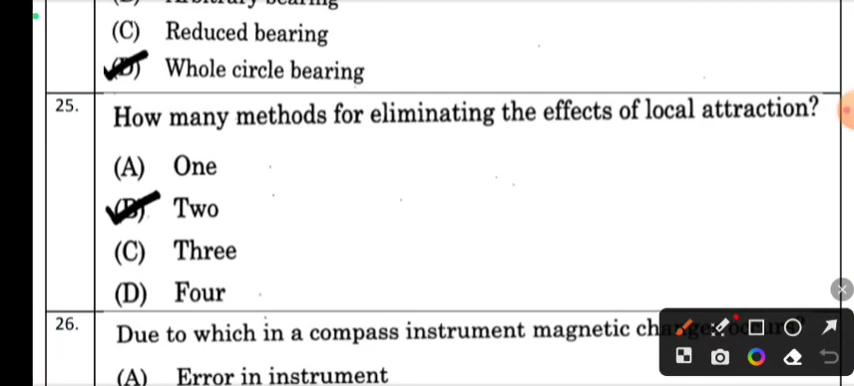 (C) Reduced bearing
(D) Whole circle bearing
25. How many methods for eliminating the effects of local attraction?
(A) One
(B) Two
(C) Three
(D) Four
26. Due to which in a compass instrument magnetic
(A) Error in instrument